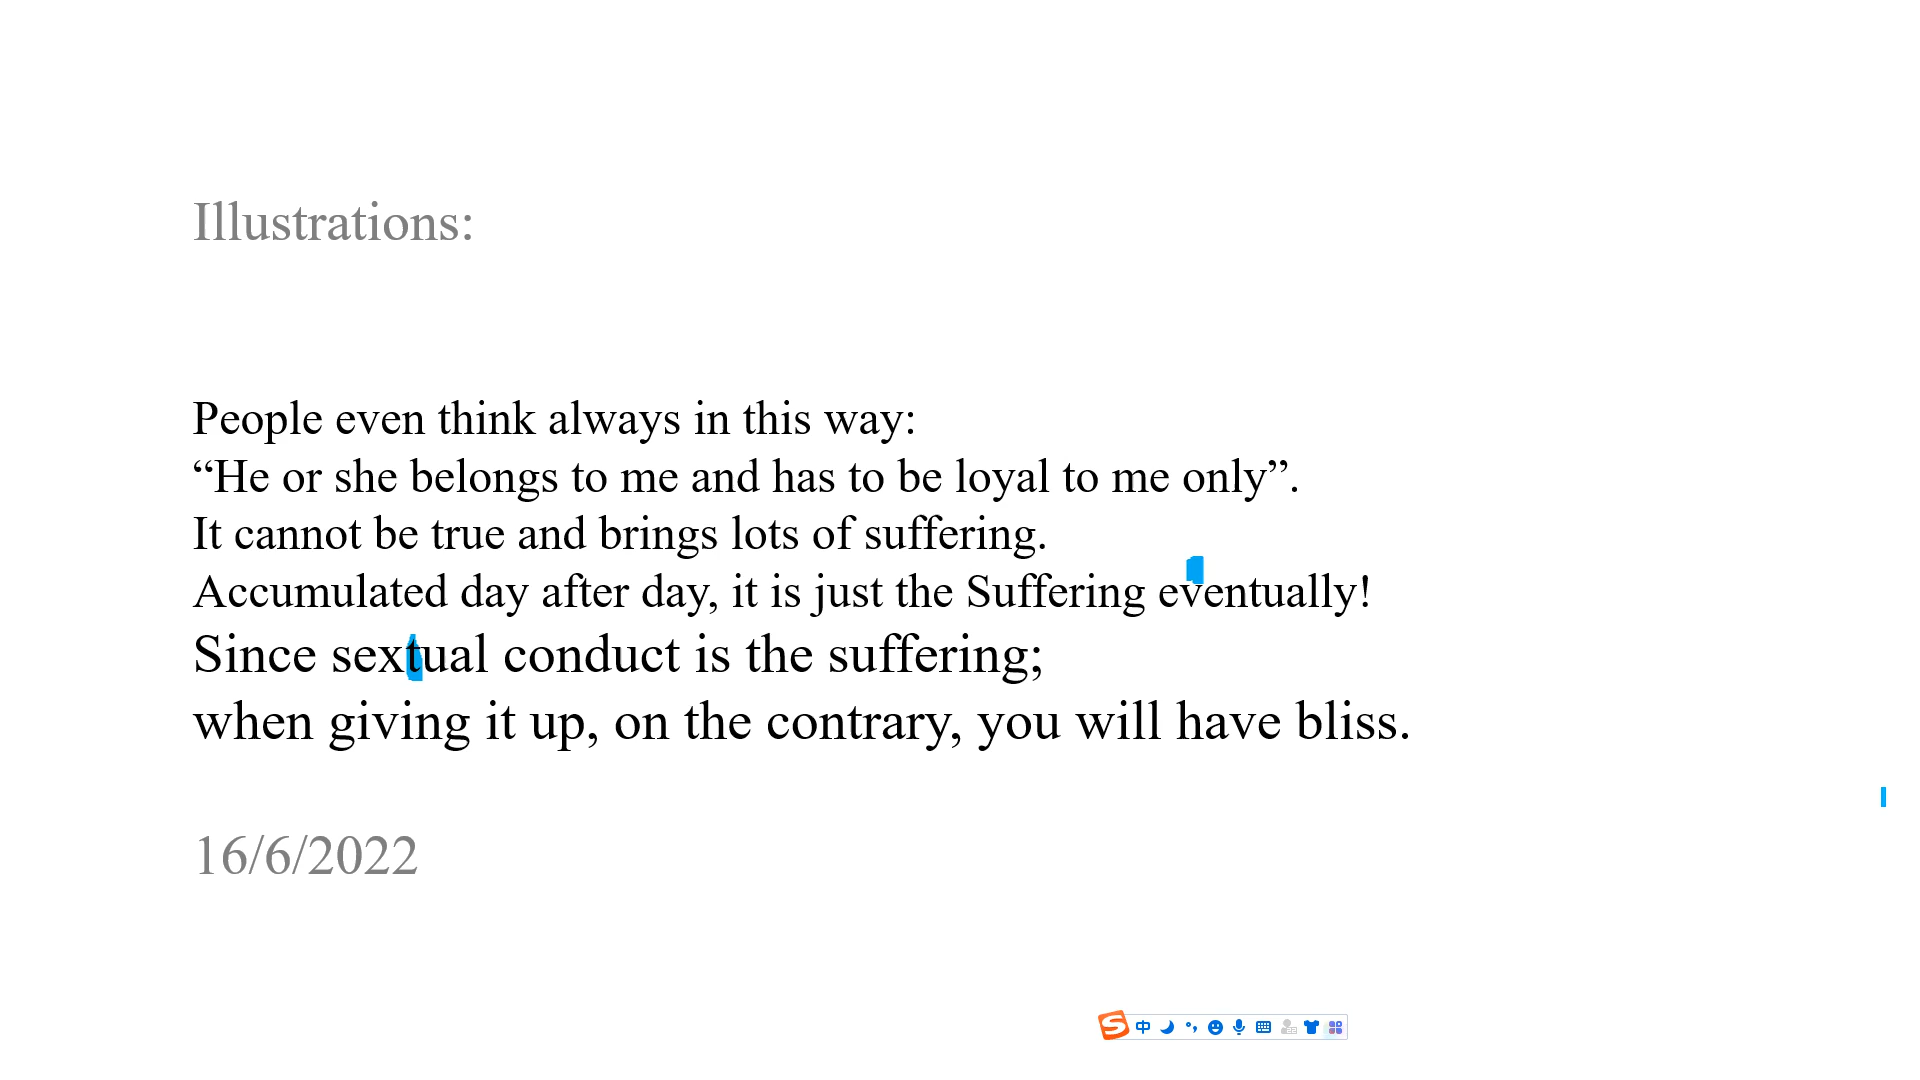 Illustrations:
People even think always in this way:
“He or she belongs to me and has to be loyal to me only”.
It cannot be true and brings lots of suffering.
Accumulated day after day, it is just the Suffering eventually!
Since sextual conduct is the suffering;
when giving it up, on the contrary, you will have bliss.
16/6/2022
S 中